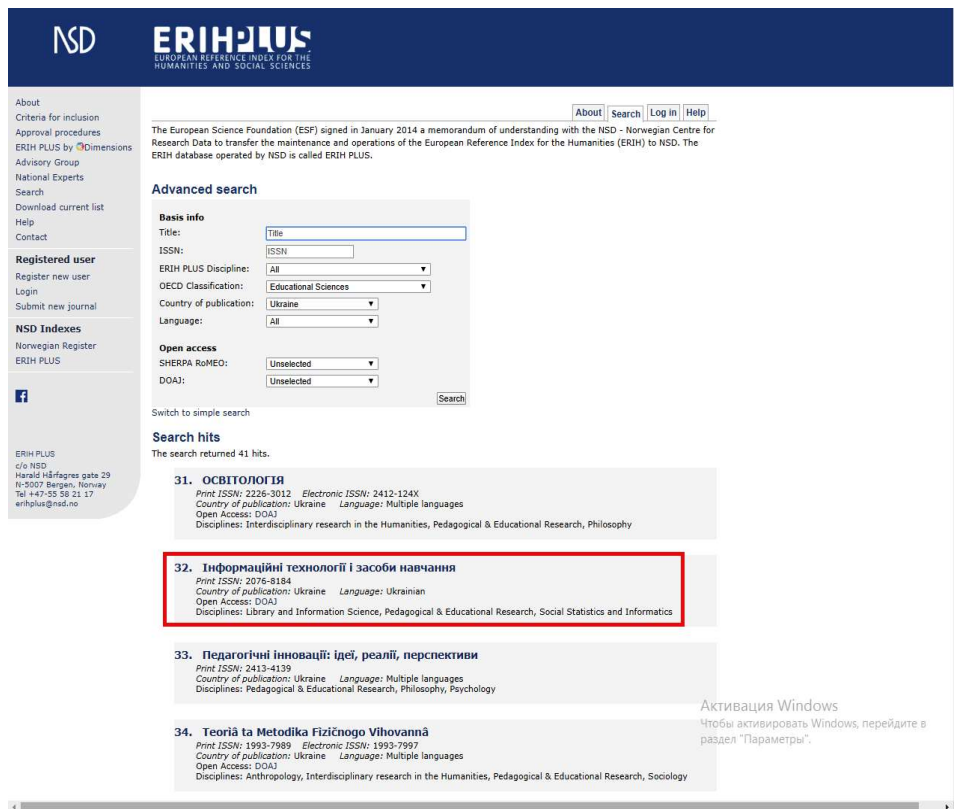 NSD
ERIH PLUS
EUROPEAN REFERENCE INDEX FOR THE
HUMANITIES AND SOCIAL SCIENCES
About
Criteria for inclusion
Approval procedures
ERIH PLUS by Dimensions
Advisory Group
National Experts
Search
Download current list
Help
Contact
Registered user
Register new user
Login
Submit new journal
NSD Indexes
Norwegian Register
ERIH PLUS
f
ERIH PLUS
c/o NSD
Harald Hårfagres gate 29
N-5007 Bergen, Norway
Tel +47-55 58 21 17
erihplus@nsd.no
About Search Log in Help
The European Science Foundation (ESF) signed in January 2014 a memorandum of understanding with the NSD - Norwegian Centre for
Research Data to transfer the maintenance and operations of the European Reference Index for the Humanities (ERIH) to NSD. The
ERIH database operated by NSD is called ERIH PLUS.
Advanced search
Basis info
Title: Title
ISSN: ISSN
ERIH PLUS Discipline: All
OECD Classification: Educational Sciences
Country of publication: Ukraine
Language: All
Open access
SHERPA RoMEO: Unselected
DOAJ: Unselected
Search
Switch to simple search
Search hits
The search returned 41 hits.
31. ОСВІТОЛОГІЯ
Print ISSN: 2226-3012 Electronic ISSN: 2412-124X
Country of publication: Ukraine Language: Multiple languages
Open Access: DOAJ
Disciplines: Interdisciplinary research in the Humanities, Pedagogical & Educational Research, Philosophy
32. Інформаційні технології і засоби навчання
Print ISSN: 2076-8184
Country of publication: Ukraine Language: Ukrainian
Open Access: DOAJ
Disciplines: Library and Information Science, Pedagogical & Educational Research, Social Statistics and Informatics
33. Педагогічні інновації: ідеї, реалії, перспективи
Print ISSN: 2413-4139
Country of publication: Ukraine Language: Multiple languages
Disciplines: Pedagogical & Educational Research, Philosophy, Psychology
34. Teorìâ ta Metodika Fìzičnogo Vihovannâ
Print ISSN: 1993-7989 Electronic ISSN: 1993-7997
Country of publication: Ukraine Language: Multiple languages
Open Access: DOAJ
Disciplines: Anthropology, Interdisciplinary research in the Humanities, Pedagogical & Educational Research, Sociology
Активация Windows
Чтобы активировать Windows, перейдите в
раздел "Параметры".